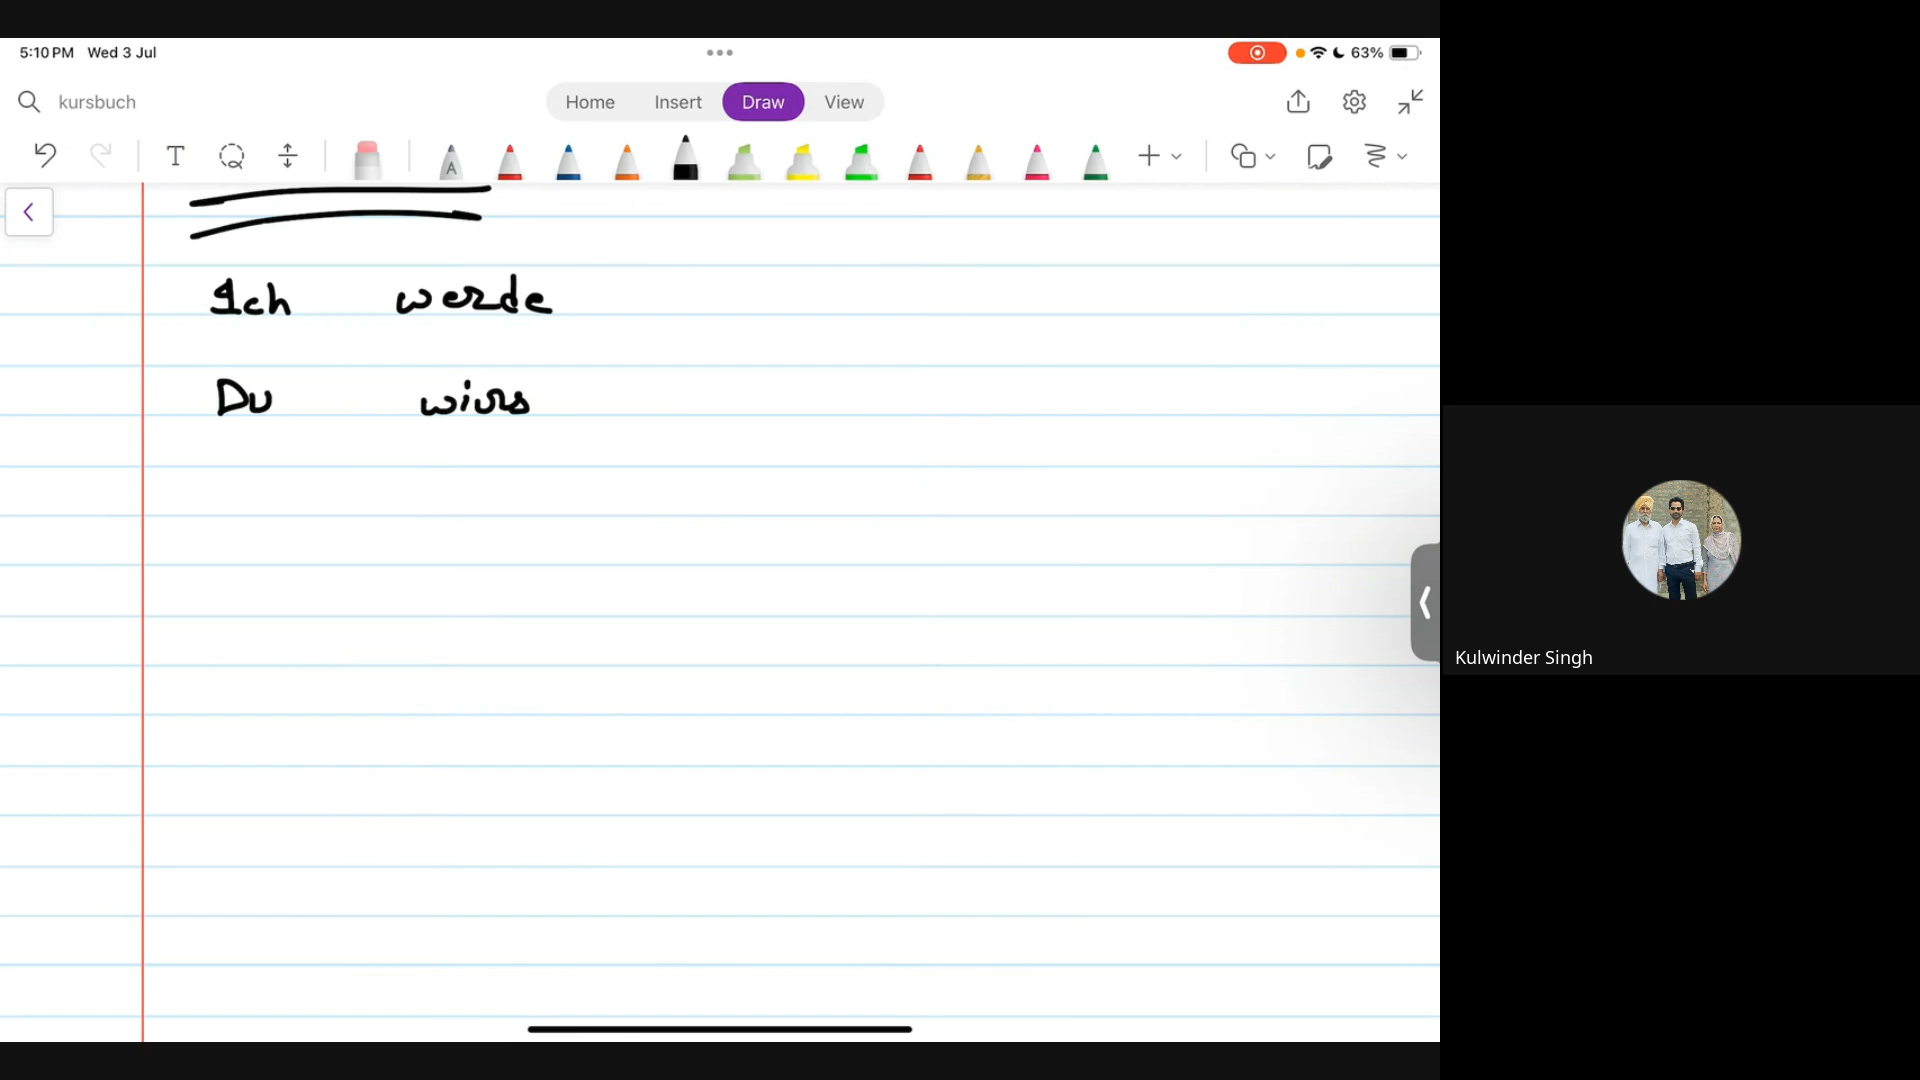 5:10 PM Wed 3 Jul 63%
kursbuch Home Insert Draw View
T A
Ich werde
Du wirs
Kulwinder Singh